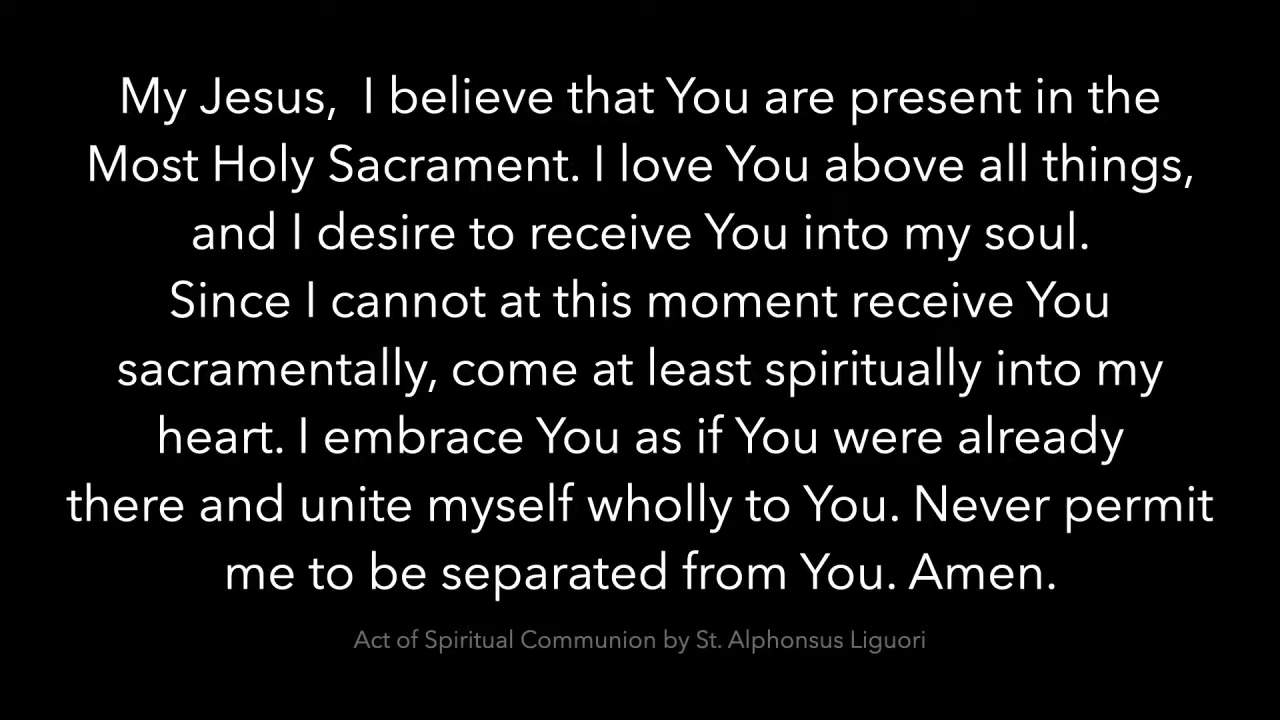 My Jesus,  I believe that You are present in the
Most Holy Sacrament. I love You above all things,
and I desire to receive You into my soul.
Since I cannot at this moment receive You
sacramentally, come at least spiritually into my
heart. I embrace You as if You were already
there and unite myself wholly to You. Never permit
me to be separated from You. Amen.
Act of Spiritual Communion by St. Alphonsus Liguori